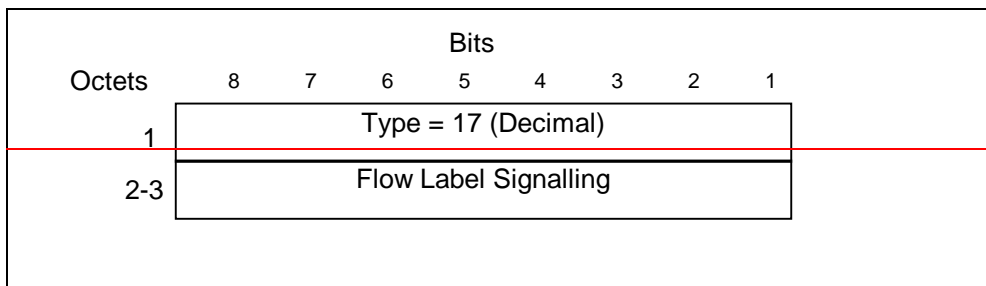 Bits
Octets 8 7 6 5 4 3 2 1
1 Type = 17 (Decimal)
2-3 Flow Label Signalling